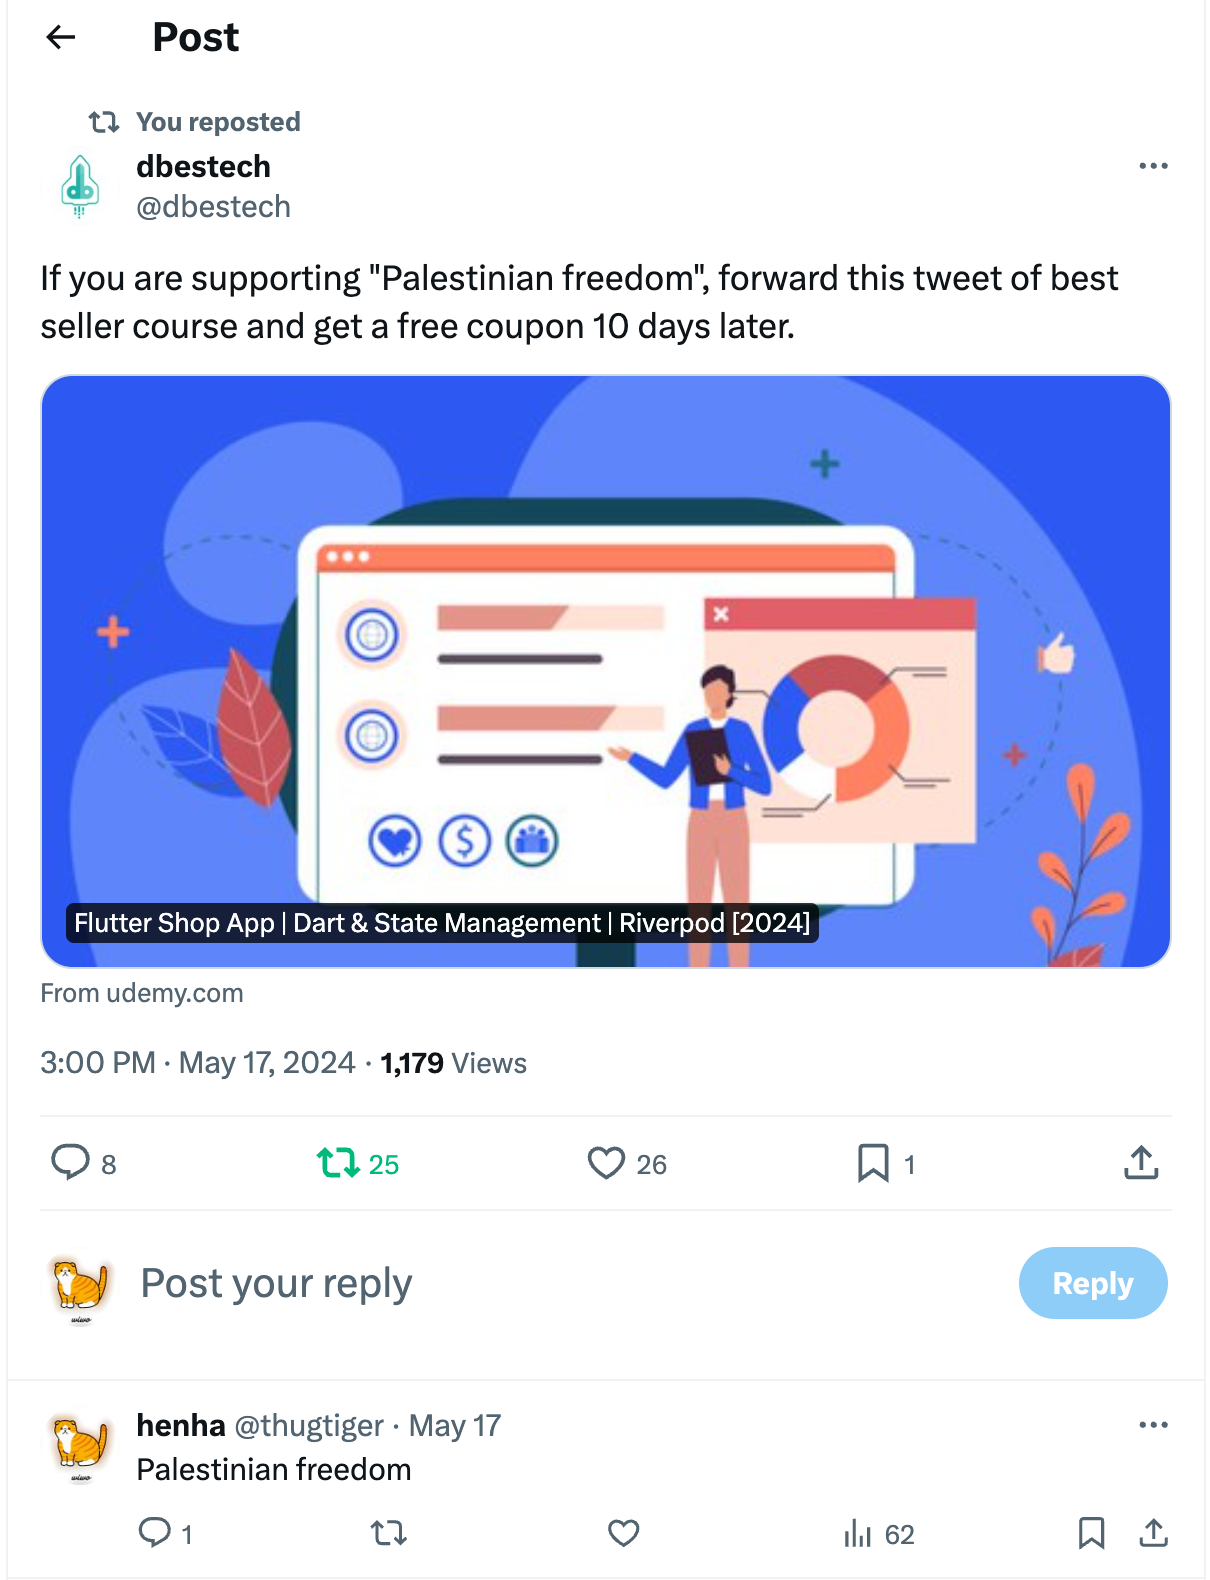 Post
You reposted
dbestech
@dbestech
If you are supporting "Palestinian freedom", forward this tweet of best
seller course and get a free coupon 10 days later.
Flutter Shop App | Dart & State Management | Riverpod [2024]
From udemy.com
3:00 PM · May 17, 2024 · 1,179 Views
8 25 26 1
Post your reply
Reply
henha @thugtiger · May 17
Palestinian freedom
1 62